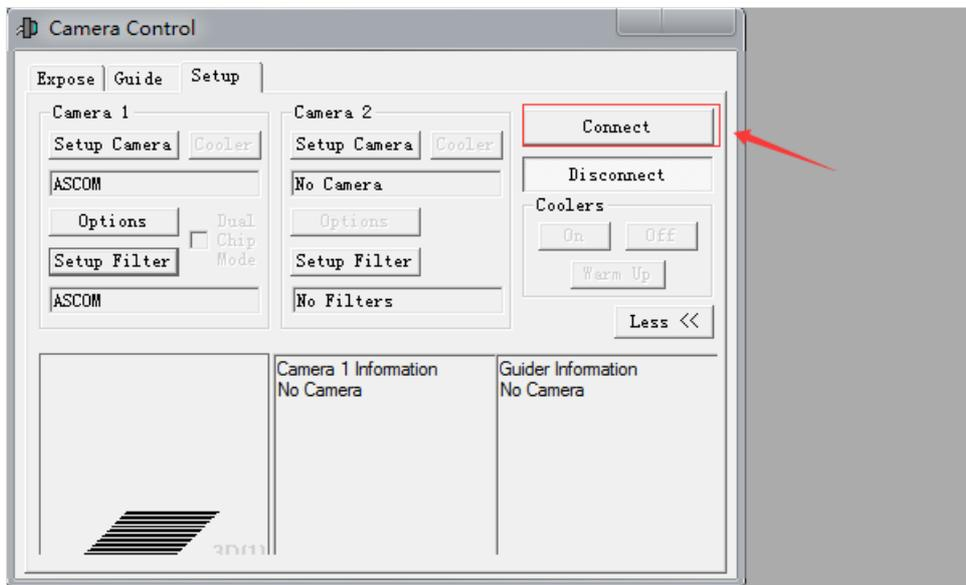 Camera Control
Expose Guide Setup
Camera 1
Setup Camera Cooler
ASCOM
Options
Dual Chip Mode
Setup Filter
ASCOM
Camera 2
Setup Camera Cooler
No Camera
Options
Setup Filter
No Filters
Connect
Disconnect
Coolers
On Off
Warm Up
Less <<
3D(1)
Camera 1 Information
No Camera
Guider Information
No Camera